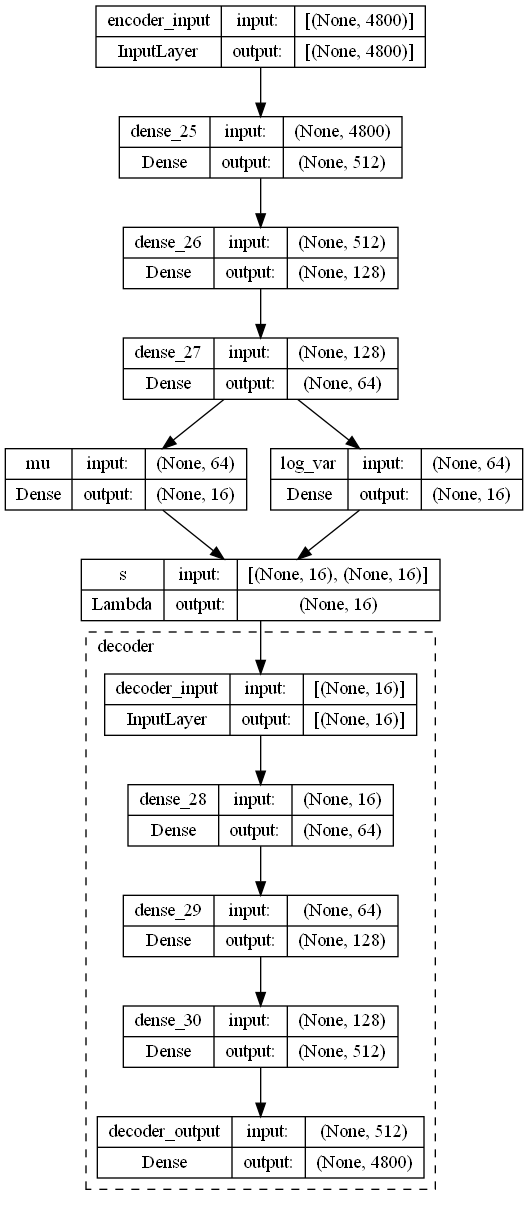 encoder_input input: [(None, 4800)]
InputLayer output: [(None, 4800)]
dense_25 input: (None, 4800)
Dense output: (None, 512)
dense_26 input: (None, 512)
Dense output: (None, 128)
dense_27 input: (None, 128)
Dense output: (None, 64)
mu input: (None, 64)
Dense output: (None, 16)
log_var input: (None, 64)
Dense output: (None, 16)
s input: [(None, 16), (None, 16)]
Lambda output: (None, 16)
decoder
decoder_input input: [(None, 16)]
InputLayer output: [(None, 16)]
dense_28 input: (None, 16)
Dense output: (None, 64)
dense_29 input: (None, 64)
Dense output: (None, 128)
dense_30 input: (None, 128)
Dense output: (None, 512)
decoder_output input: (None, 512)
Dense output: (None, 4800)